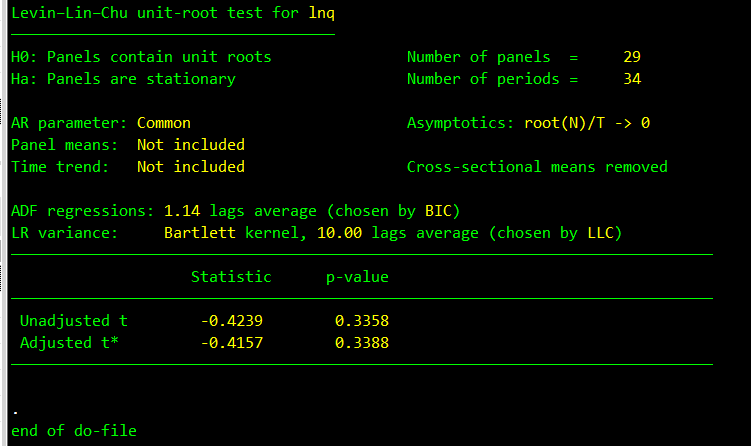 Levin–Lin–Chu unit-root test for lnq
H0: Panels contain unit roots Number of panels = 29
Ha: Panels are stationary Number of periods = 34
AR parameter: Common Asymptotics: root(N)/T -> 0
Panel means: Not included
Time trend: Not included Cross-sectional means removed
ADF regressions: 1.14 lags average (chosen by BIC)
LR variance: Bartlett kernel, 10.00 lags average (chosen by LLC)
Statistic p-value
Unadjusted t -0.4239 0.3358
Adjusted t* -0.4157 0.3388
.
end of do-file